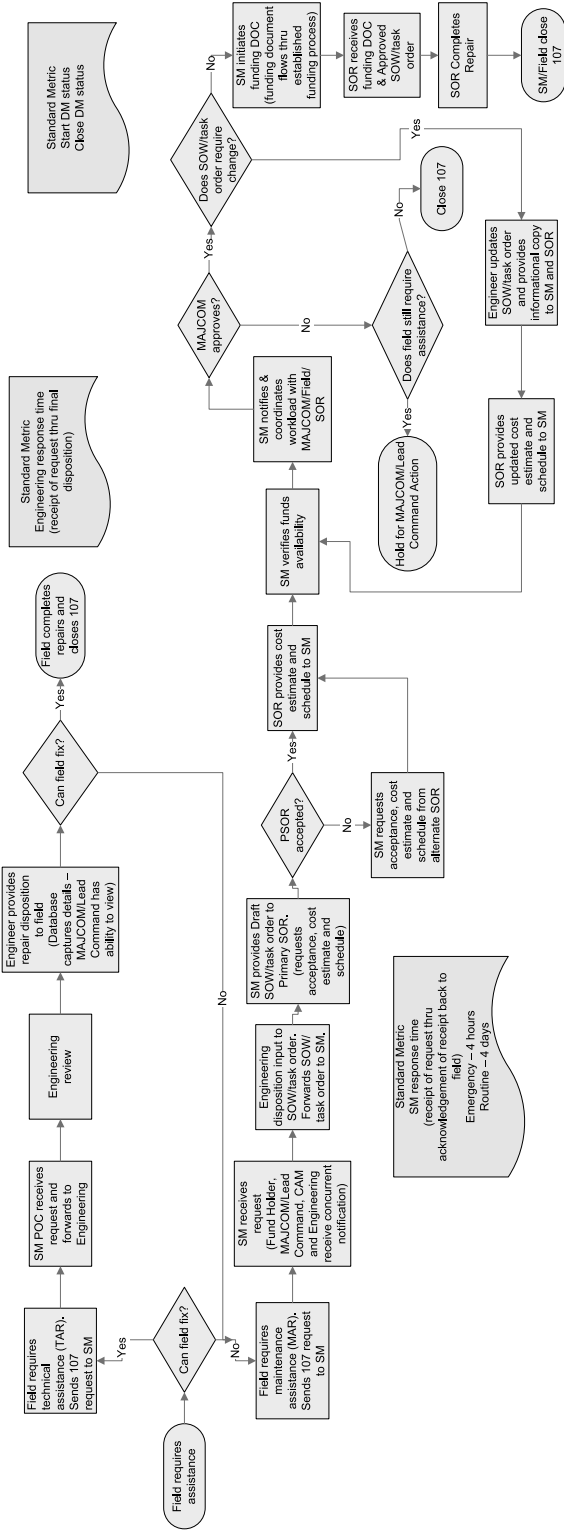 Field requires
assistance
Can field fix?
Yes
Field requires
technical
assistance (TAR).
Sends 107
request to SM
SM POC receives
request and
forwards to
Engineering
Engineering
review
Engineer provides
repair disposition
to field
(Database
captures details –
MAJCOM/Lead
Command has
ability to view)
Can field fix?
Yes
Field completes
repairs and
closes 107
No
No
Field requires
maintenance
assistance (MAR).
Sends 107 request
to SM
SM receives
request
(Fund Holder,
MAJCOM/Lead
Command, CAM
and Engineering
receive concurrent
notification)
Engineering
disposition input to
SOW/task order.
Forwards SOW/
task order to SM.
SM provides Draft
SOW/task order to
Primary SOR.
(requests
acceptance, cost
estimate and
schedule)
PSOR
accepted?
Yes
No
SM requests
acceptance, cost
estimate and
schedule from
alternate SOR
SOR provides cost
estimate and
schedule to SM
SM verifies funds
availability
SM notifies &
coordinates
workload with
MAJCOM/Field/
SOR
MAJCOM
approves?
Yes
No
Does field still require
assistance?
Yes
Hold for MAJCOM/Lead
Command Action
No
Close 107
Does SOW/task
order require
change?
No
SM initiates
funding DOC
(funding document
flows thru
established
funding process)
SOR receives
funding DOC
& Approved
SOW/task
order
SOR Completes
Repair
SM/Field close
107
Yes
Engineer updates
SOW/task order
and provides
informational copy
to SM and SOR
SOR provides
updated cost
estimate and
schedule to SM
Standard Metric
SM response time
(receipt of request thru
acknowledgement of receipt back to
field)
Emergency – 4 hours
Routine – 4 days
Standard Metric
Engineering response time
(receipt of request thru final
disposition)
Standard Metric
Start DM status
Close DM status